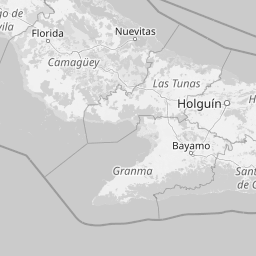 go de
vila
Florida
Nuevitas
Camagüey
Las Tunas
Holguín
H
Bayamo
Granma
Sant
de C